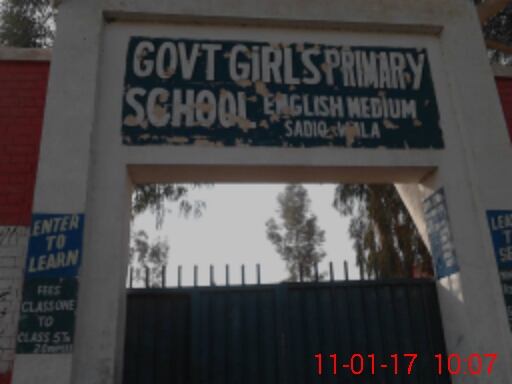 GOVT GiRLS PRIMARY
SCHOOL ENGLISH MEDIUM
SADIQ WALA
ENTER
TO
LEARN
FEES
CLASS ONE
TO
CLASS 5TH
11-01-17 10:07